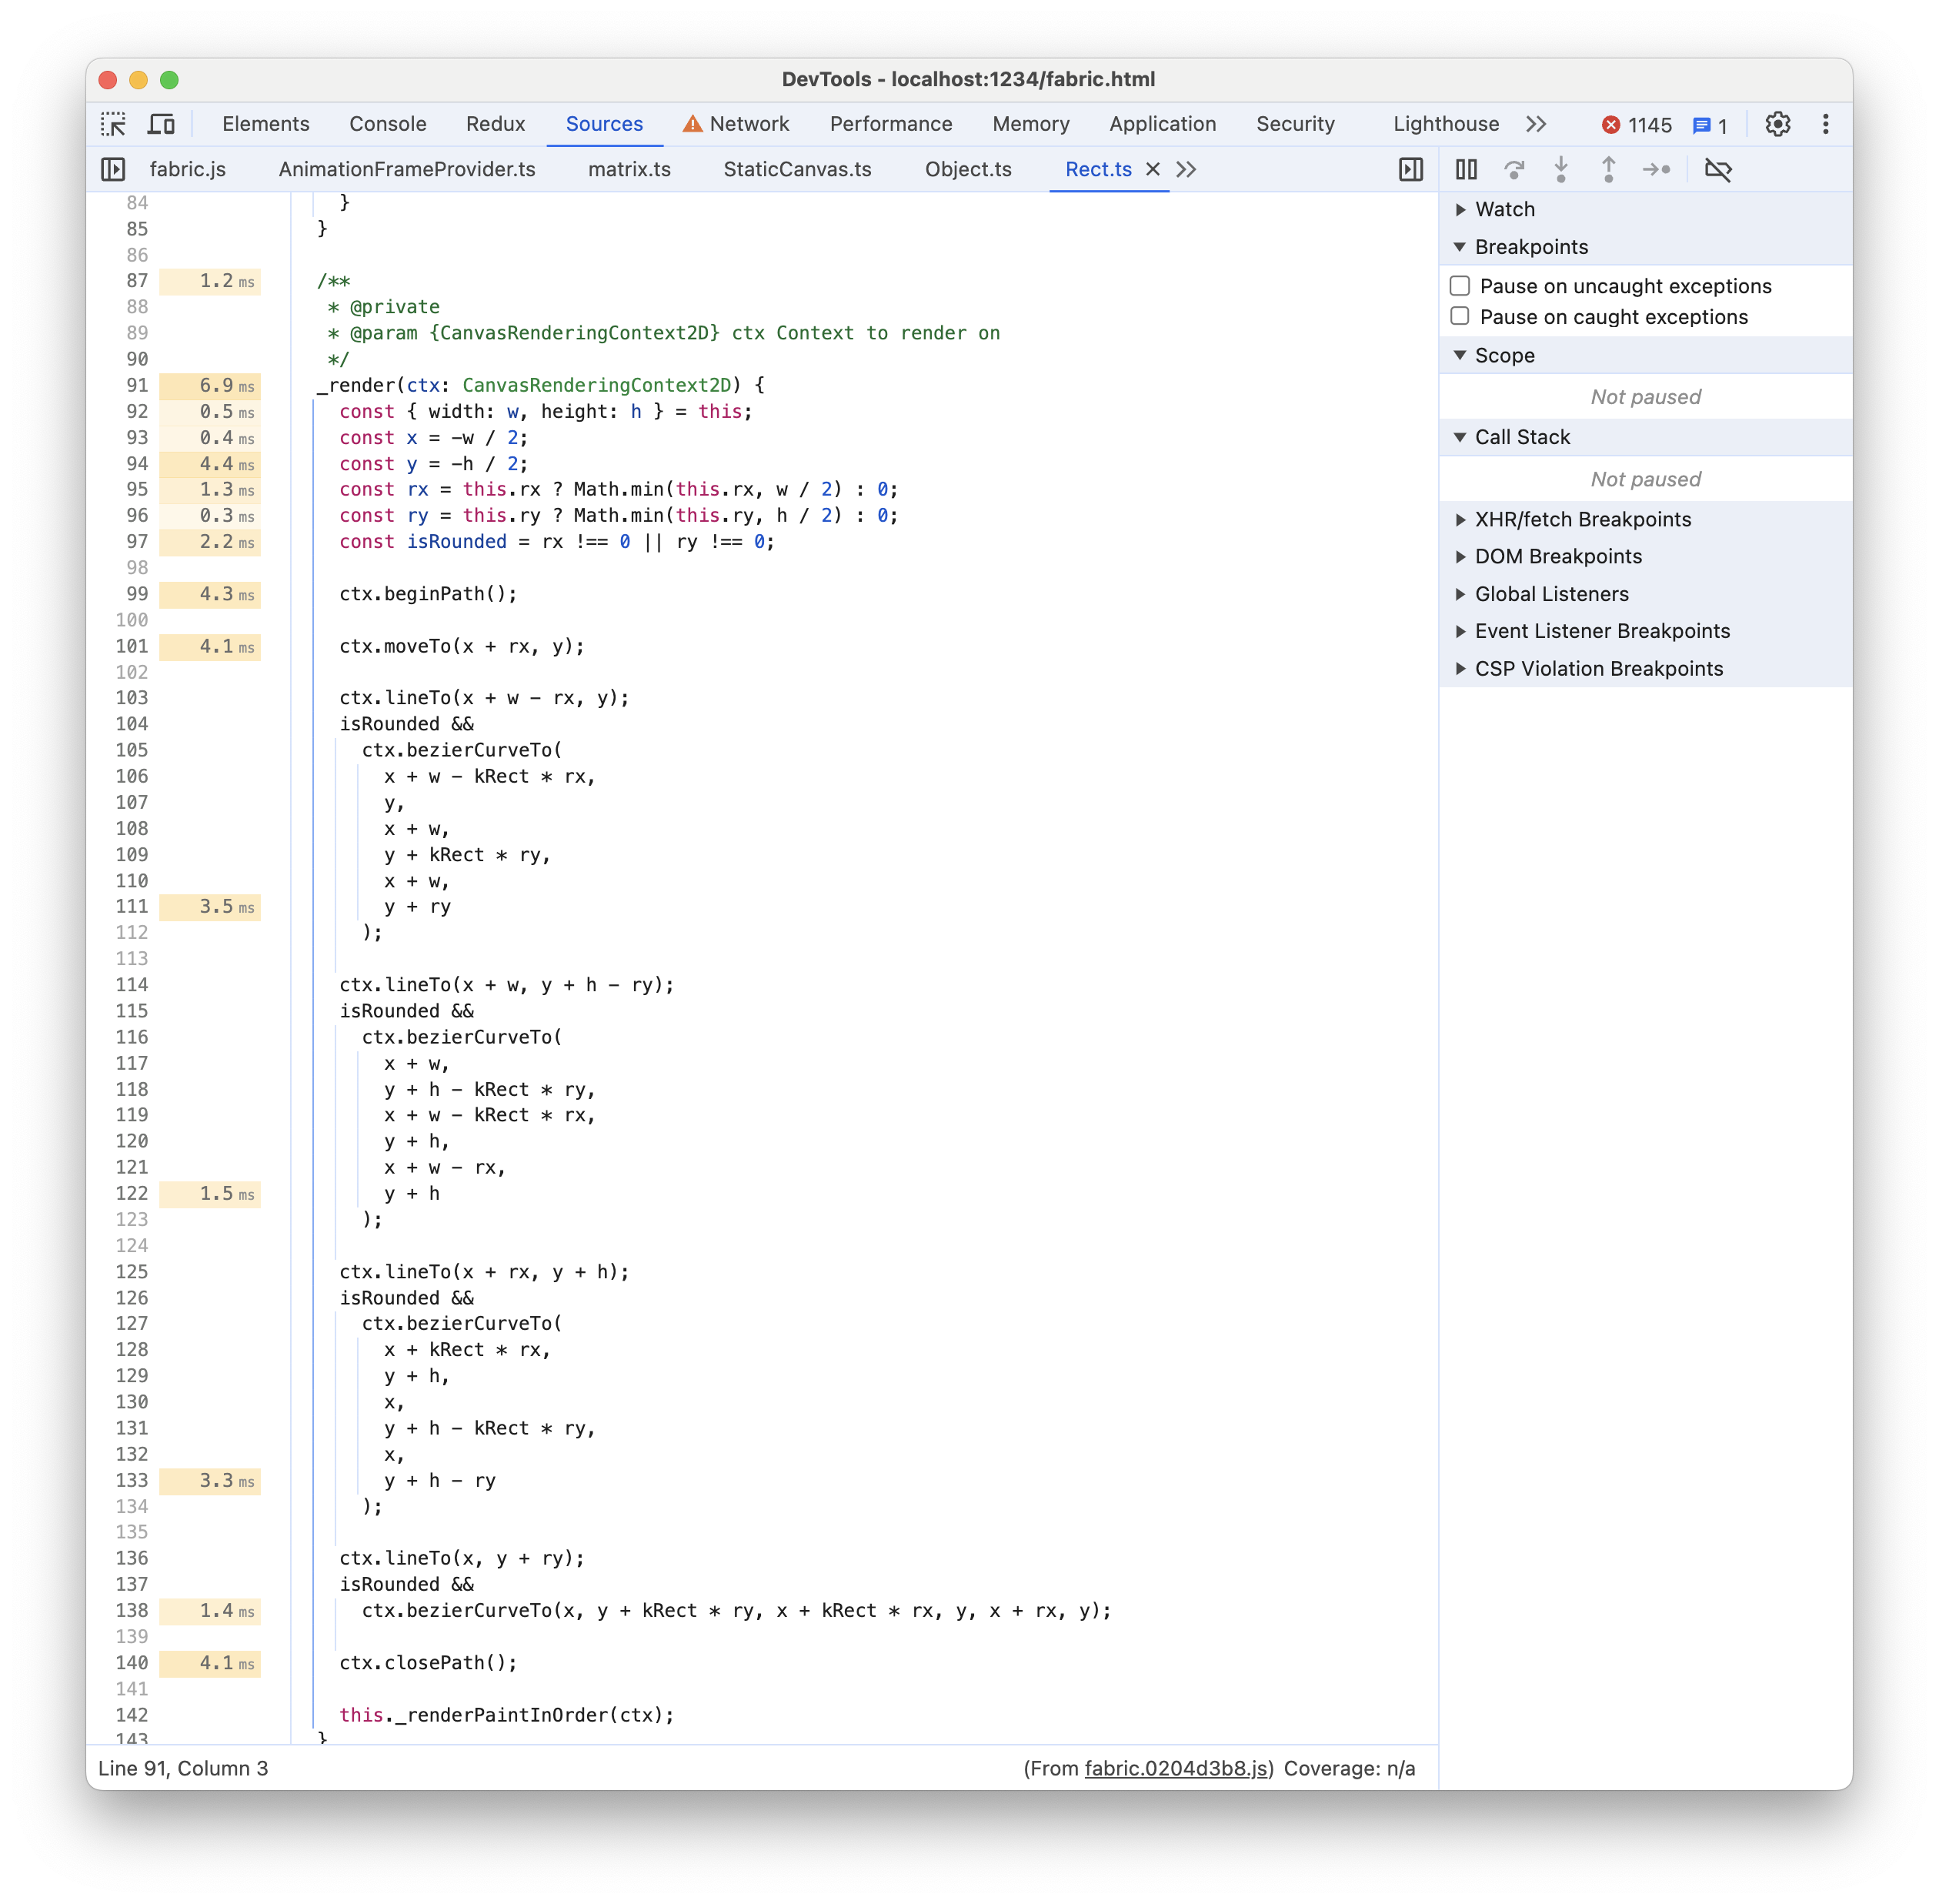 DevTools - localhost:1234/fabric.html
Elements Console Redux Sources Network Performance Memory Application Security Lighthouse 1145 1
fabric.js AnimationFrameProvider.ts matrix.ts StaticCanvas.ts Object.ts Rect.ts
84 }
85 }
86
87 1.2 ms /**
88 * @private
89 * @param {CanvasRenderingContext2D} ctx Context to render on
90 */
91 6.9 ms _render(ctx: CanvasRenderingContext2D) {
92 0.5 ms const { width: w, height: h } = this;
93 0.4 ms const x = -w / 2;
94 4.4 ms const y = -h / 2;
95 1.3 ms const rx = this.rx ? Math.min(this.rx, w / 2) : 0;
96 0.3 ms const ry = this.ry ? Math.min(this.ry, h / 2) : 0;
97 2.2 ms const isRounded = rx !== 0 || ry !== 0;
98
99 4.3 ms ctx.beginPath();
100
101 4.1 ms ctx.moveTo(x + rx, y);
102
103 ctx.lineTo(x + w - rx, y);
104 isRounded &&
105 ctx.bezierCurveTo(
106 x + w - kRect * rx,
107 y,
108 x + w,
109 y + kRect * ry,
110 x + w,
111 3.5 ms y + ry
112 );
113
114 ctx.lineTo(x + w, y + h - ry);
115 isRounded &&
116 ctx.bezierCurveTo(
117 x + w,
118 y + h - kRect * ry,
119 x + w - kRect * rx,
120 y + h,
121 x + w - rx,
122 1.5 ms y + h
123 );
124
125 ctx.lineTo(x + rx, y + h);
126 isRounded &&
127 ctx.bezierCurveTo(
128 x + kRect * rx,
129 y + h,
130 x,
131 y + h - kRect * ry,
132 x,
133 3.3 ms y + h - ry
134 );
135
136 ctx.lineTo(x, y + ry);
137 isRounded &&
138 1.4 ms ctx.bezierCurveTo(x, y + kRect * ry, x + kRect * rx, y, x + rx, y);
139
140 4.1 ms ctx.closePath();
141
142 this._renderPaintInOrder(ctx);
143 }
Line 91, Column 3
(From fabric.0204d3b8.js) Coverage: n/a
Watch
Breakpoints
Pause on uncaught exceptions
Pause on caught exceptions
Scope
Not paused
Call Stack
Not paused
XHR/fetch Breakpoints
DOM Breakpoints
Global Listeners
Event Listener Breakpoints
CSP Violation Breakpoints